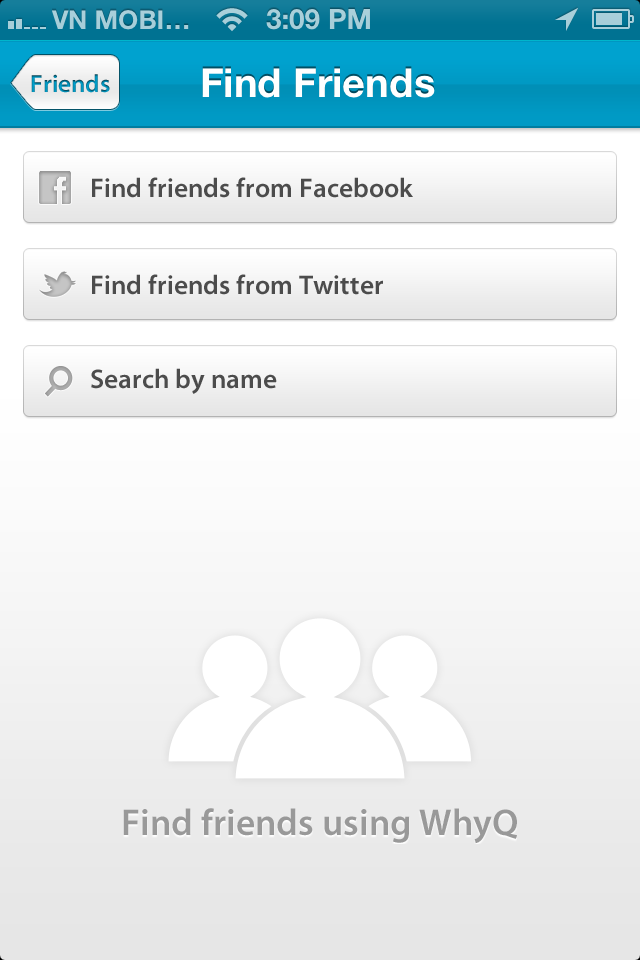 VN MOBI... 3:09 PM
Friends
Find Friends
Find friends from Facebook
Find friends from Twitter
Search by name
Find friends using WhyQ